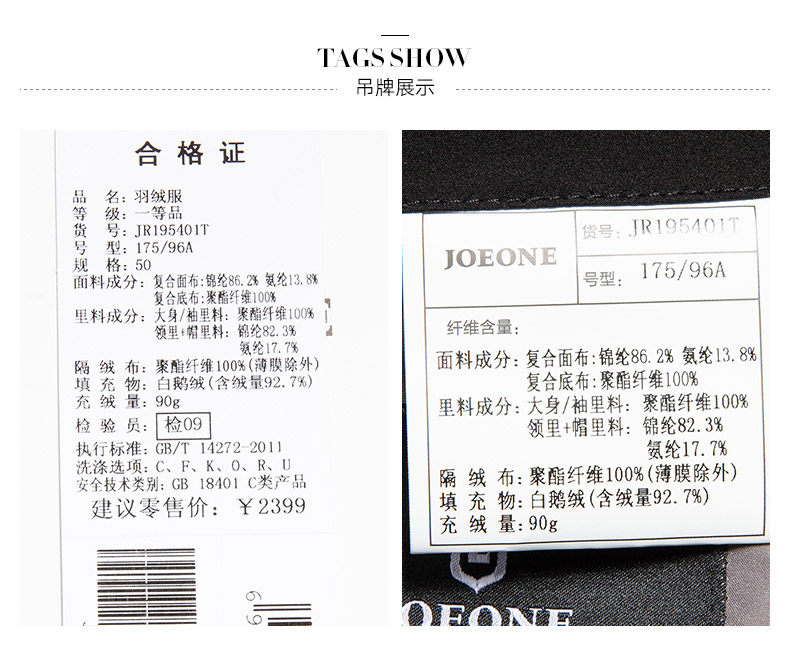 TAGS SHOW
吊牌展示
合格证
品 名：羽绒服
等 级：一等品
货 号：JR195401T
号 型：175/96A
规 格：50
面料成分：复合面布：锦纶86.2% 氨纶13.8%
复合底布：聚酯纤维100%
里料成分：大身/袖里料： 聚酯纤维100%
领里+帽里料： 锦纶82.3%
氨纶17.7%
隔 绒 布：聚酯纤维100%(薄膜除外)
填 充 物：白鹅绒(含绒量92.7%)
充 绒 量：90g
检 验 员：检09
执行标准：GB/T 14272-2011
洗涤选项：C、F、K、O、R、U
安全技术类别：GB 18401 C类产品
建议零售价：￥2399
JOEONE
货号：JR195401T
号型：175/96A
纤维含量：
面料成分：复合面布：锦纶86.2% 氨纶13.8%
复合底布：聚酯纤维100%
里料成分：大身/袖里料： 聚酯纤维100%
领里+帽里料： 锦纶82.3%
氨纶17.7%
隔 绒 布：聚酯纤维100%(薄膜除外)
填 充 物：白鹅绒(含绒量92.7%)
充 绒 量：90g
JOEONE